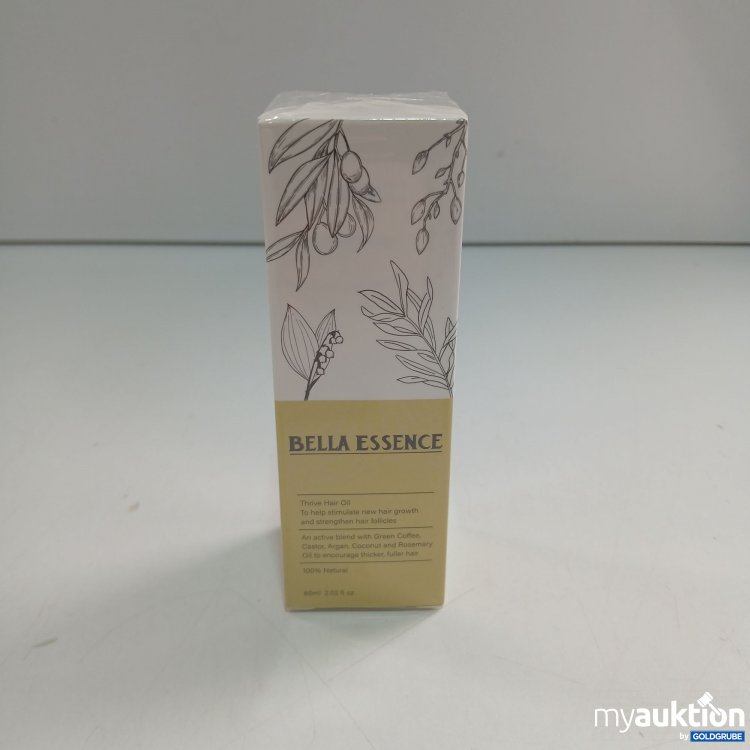 BELLA ESSENCE
Thrive Hair Oil
To help stimulate new hair growth
and strengthen hair follicles
An active blend with Green Coffee,
Castor, Argan, Coconut and Rosemary
Oil to encourage thicker, fuller hair
100% Natural
60ml 2.02 fl oz
myauktion
by GOLDGRUBE